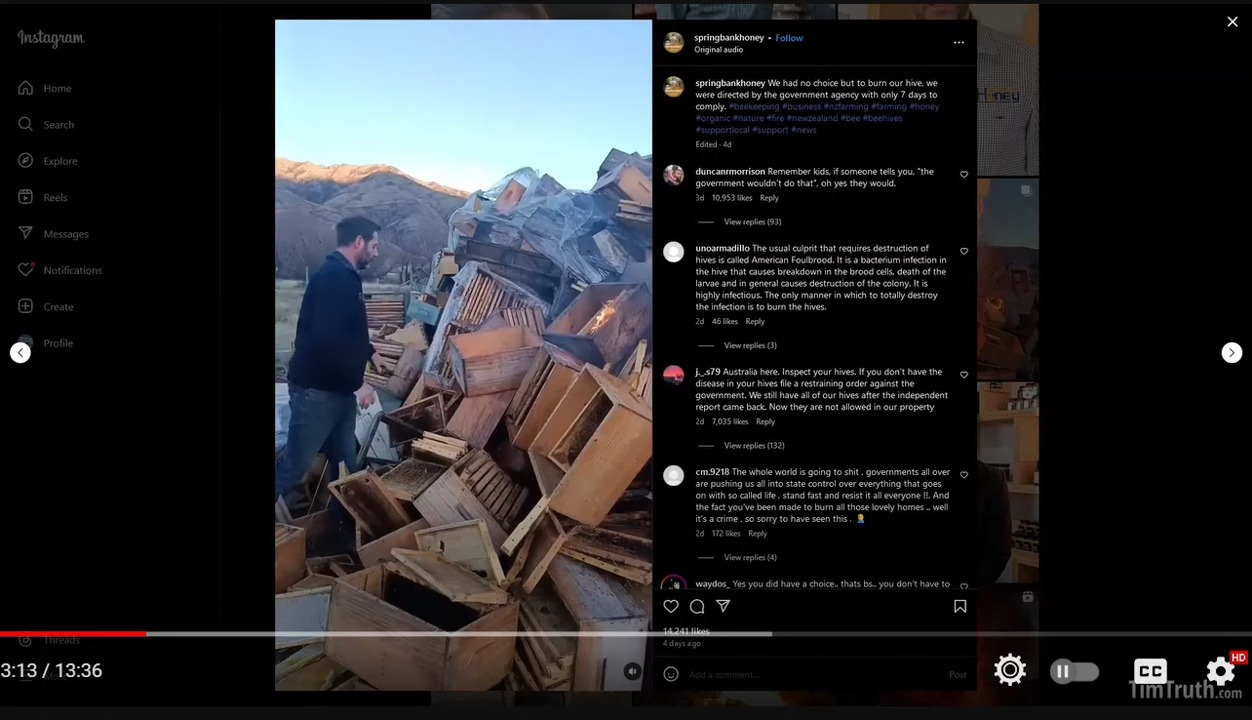 Instagram
Home
Search
Explore
Reels
Messages
Notifications
Create
Profile
Threads
springbankhoney • Follow
Original audio
springbankhoney We had no choice but to burn our hive, we
were directed by the government agency with only 7 days to
comply. #beekeeping #business #nzfarming #farming #honey
#organic #nature #fire #newzealand #bee #beehives
#supportlocal #support #news
Edited · 4d
duncanmorrison Remember kids, if someone tells you, "the
government wouldn't do that", oh yes they would.
3d 10,953 likes Reply
View replies (93)
unoarmadillo The usual culprit that requires destruction of
hives is called American Foulbrood. It is a bacterium infection in
the hive that causes breakdown in the brood cells, death of the
larvae and in general causes destruction of the colony. It is
highly infectious. The only manner in which to totally destroy
the infection is to burn the hives.
2d 46 likes Reply
View replies (3)
j._.s79 Australia here. Inspect your hives. If you don't have the
disease in your hives file a restraining order against the
government. We still have all of our hives after the independent
report came back. Now they are not allowed in our property
2d 7,035 likes Reply
View replies (132)
cm.9218 The whole world is going to shit , governments all over
are pushing us all into state control over everything that goes
on with so called life , stand fast and resist it all everyone !!. And
the fact you've been made to burn all those lovely homes .. well
it's a crime , so sorry to have seen this .
2d 172 likes Reply
View replies (4)
waydos_ Yes you did have a choice.. thats bs.. you don't have to
14,241 likes
4 days ago
Add a comment...
Post
3:13 / 13:36
CC
HD
TimTruth.com